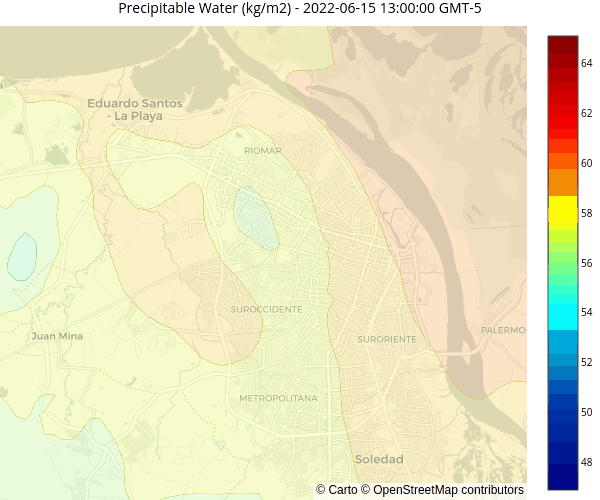 Precipitable Water (kg/m2) - 2022-06-15 13:00:00 GMT-5
Eduardo Santos
- La Playa
RIOMAR
SUROCCIDENTE
Juan Mina
SURORIENTE
PALERMO
METROPOLITANA
Soledad
© Carto © OpenStreetMap contributors
64
62
60
58
56
54
52
50
48